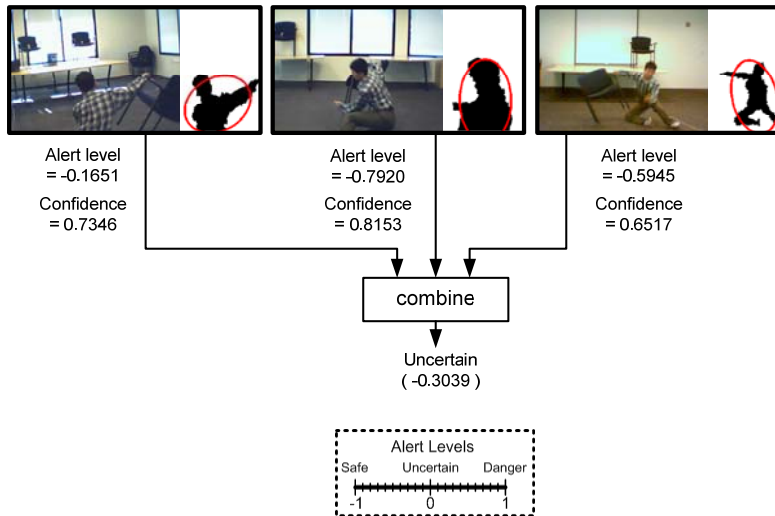 Alert level
= -0.1651
Confidence
= 0.7346
Alert level
= -0.7920
Confidence
= 0.8153
Alert level
= -0.5945
Confidence
= 0.6517
combine
Uncertain
( -0.3039 )
Alert Levels
Safe Uncertain Danger
-1 0 1